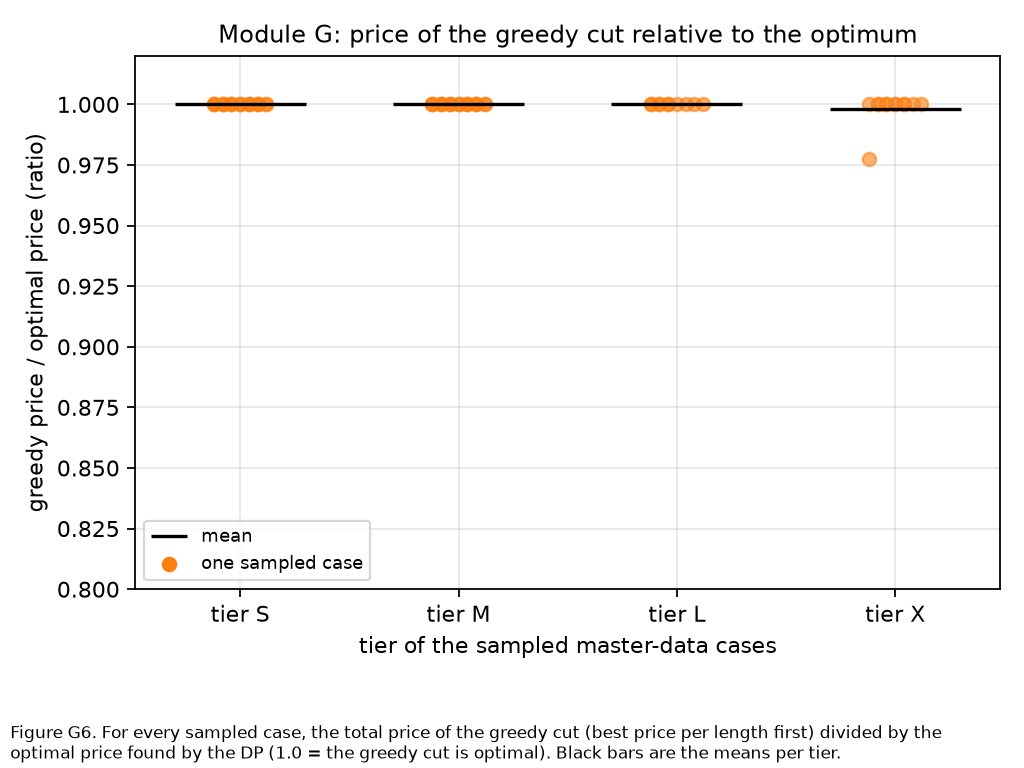 Module G: price of the greedy cut relative to the optimum
greedy price / optimal price (ratio)
1.000
0.975
0.950
0.925
0.900
0.875
0.850
0.825
0.800
mean
one sampled case
tier S
tier M
tier L
tier X
tier of the sampled master-data cases
Figure G6. For every sampled case, the total price of the greedy cut (best price per length first) divided by the
optimal price found by the DP (1.0 = the greedy cut is optimal). Black bars are the means per tier.